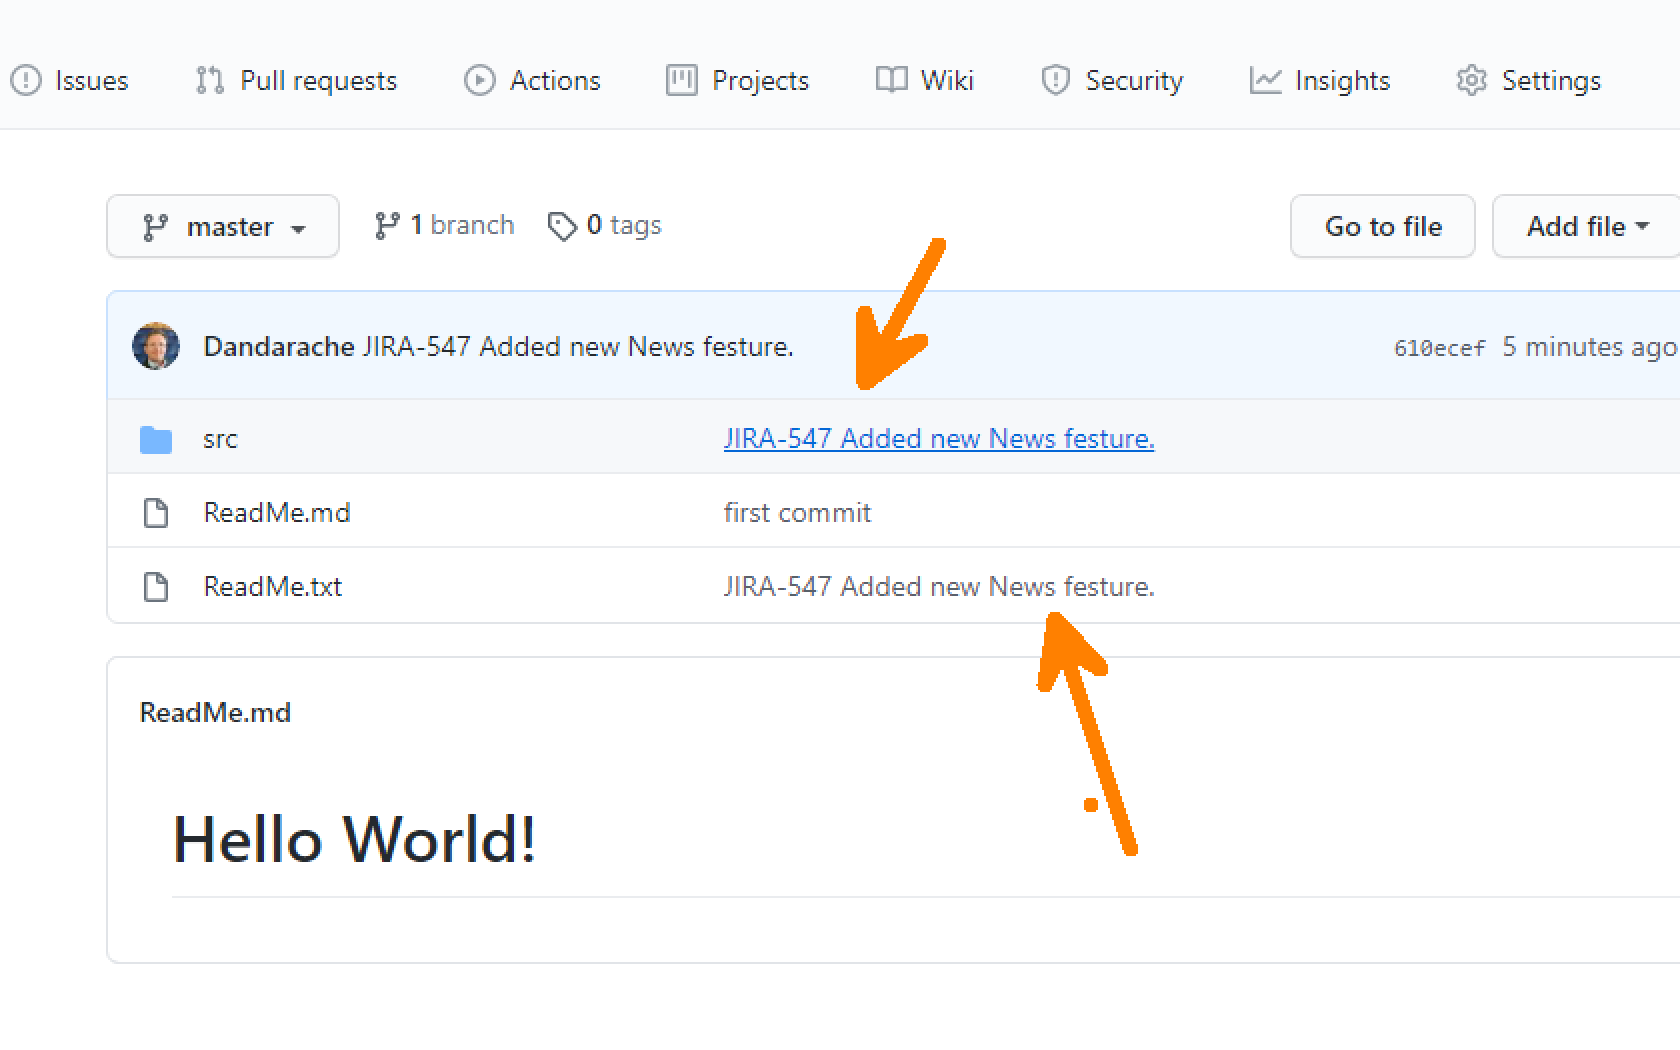 Issues Pull requests Actions Projects Wiki Security Insights Settings
master 1 branch 0 tags Go to file Add file
Dandarache JIRA-547 Added new News festure. 610ecef 5 minutes ago
src JIRA-547 Added new News festure.
ReadMe.md first commit
ReadMe.txt JIRA-547 Added new News festure.
ReadMe.md
Hello World!